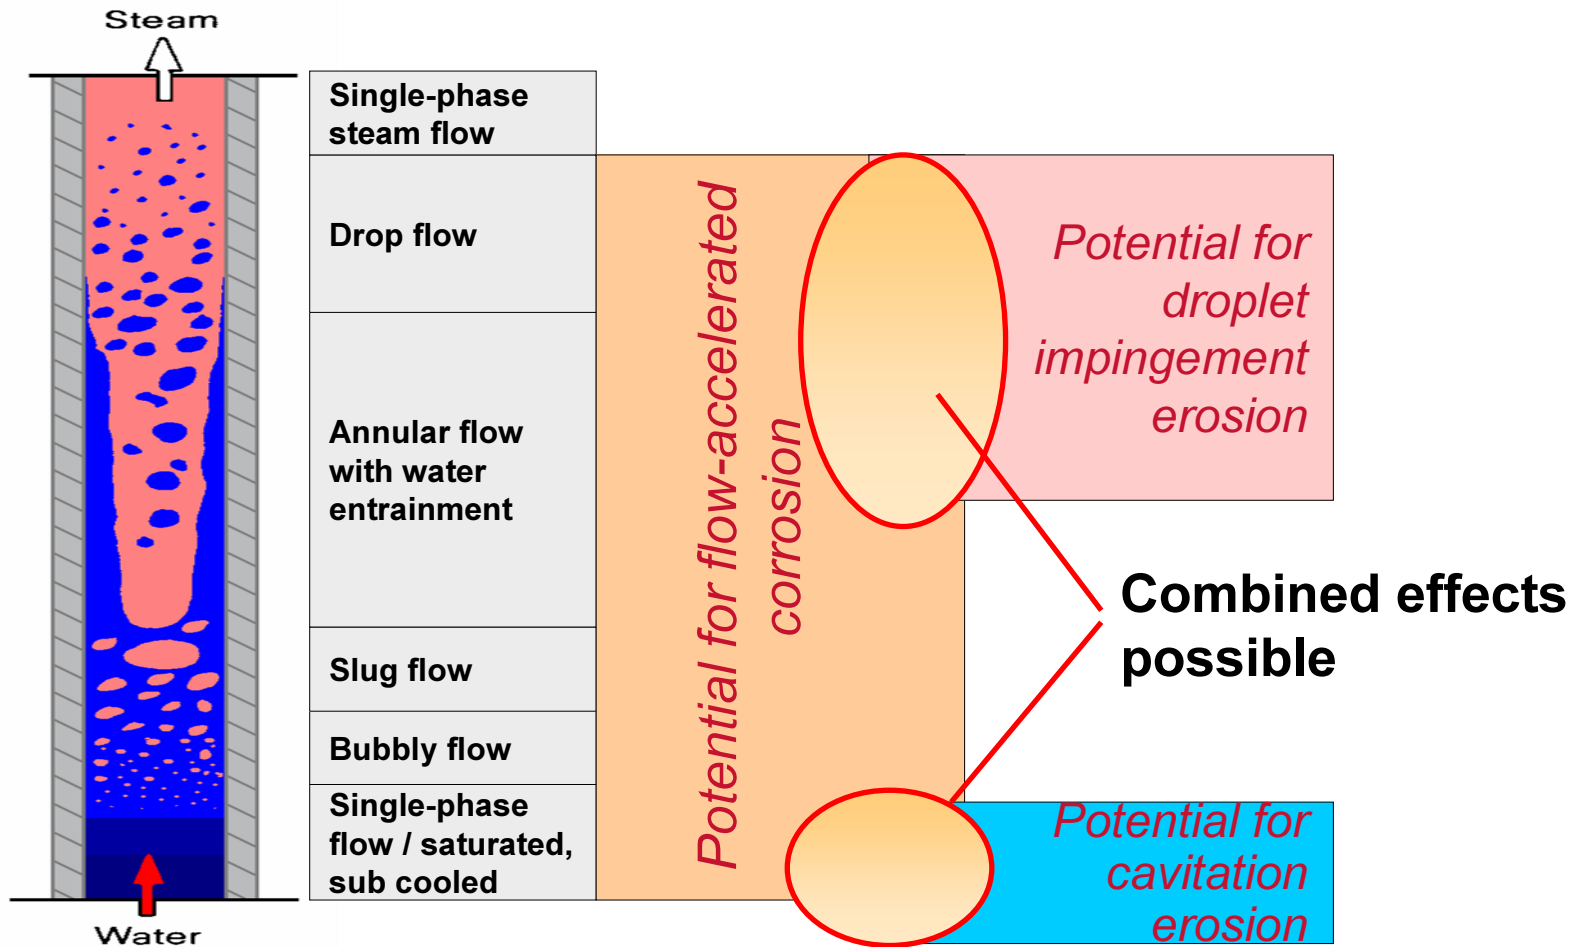 Steam
Single-phase
steam flow
Drop flow
Annular flow
with water
entrainment
Slug flow
Bubbly flow
Single-phase
flow / saturated,
sub cooled
Water
Potential for flow-accelerated
corrosion
Potential for
droplet
impingement
erosion
Combined effects
possible
Potential for
cavitation
erosion